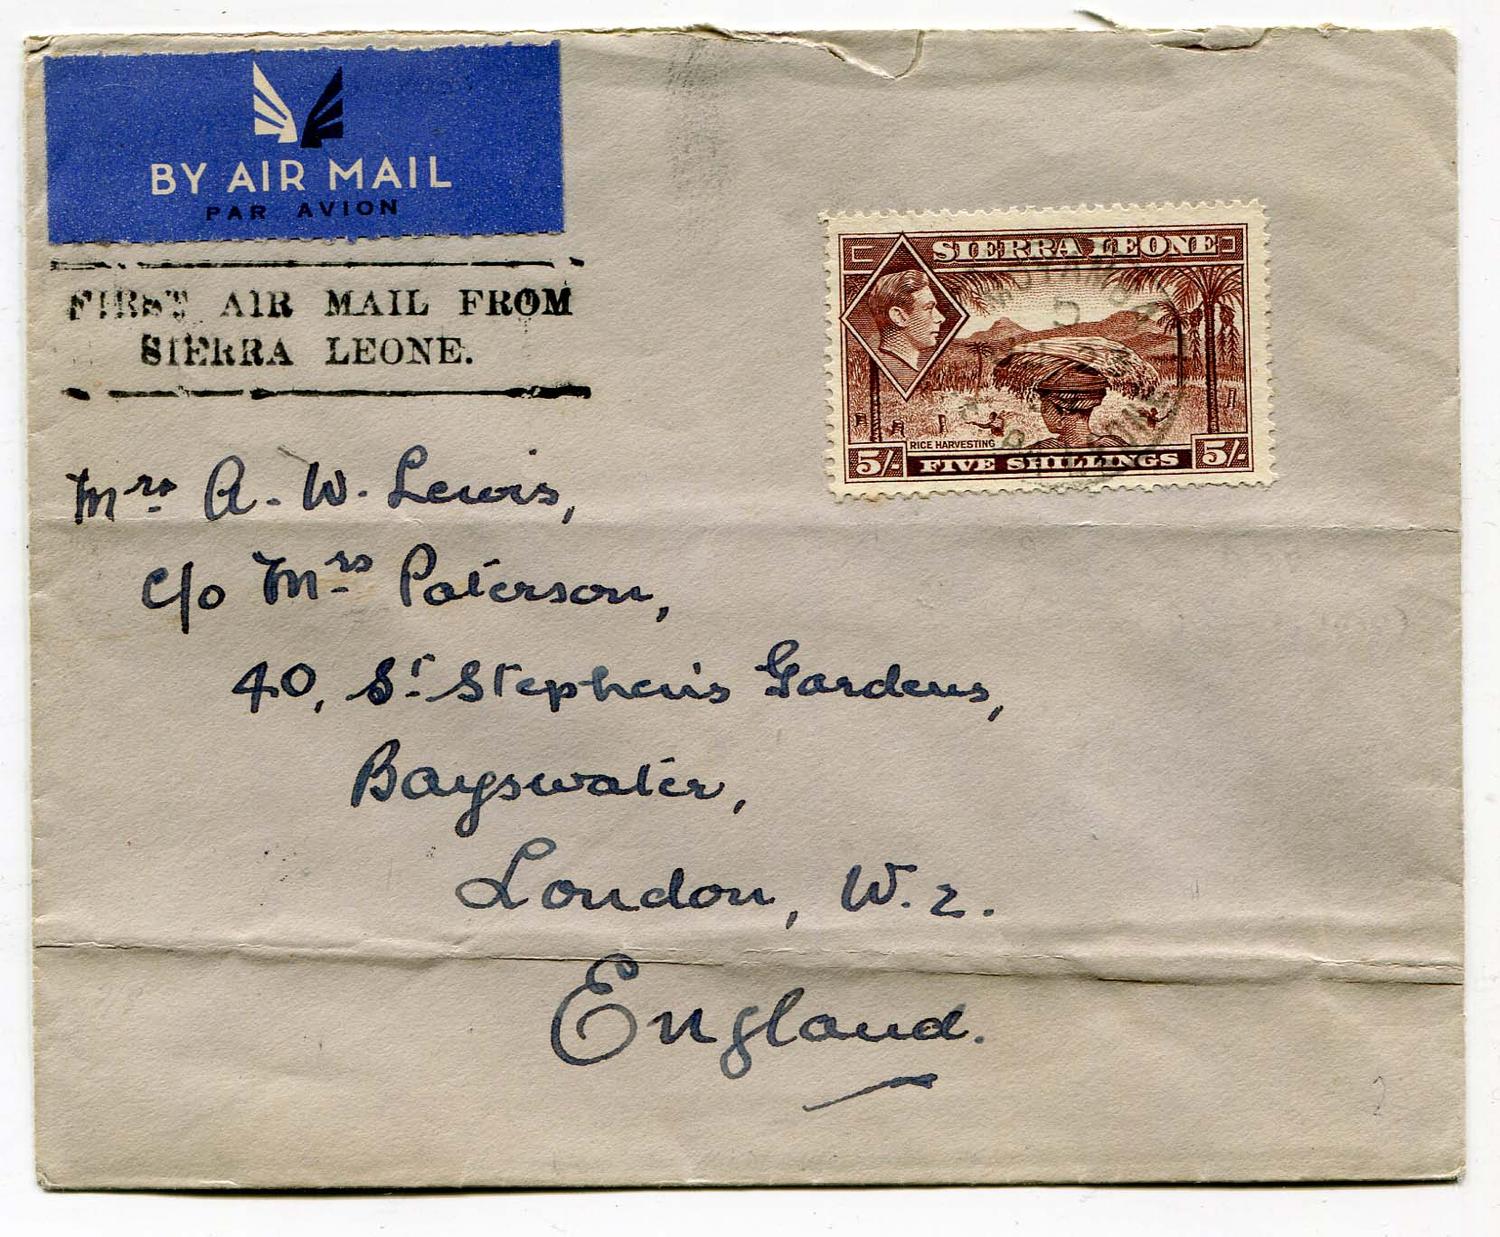 BY AIR MAIL
PAR AVION
FIRST AIR MAIL FROM
SIERRA LEONE.
SIERRA LEONE
RICE HARVESTING
5/- FIVE SHILLINGS 5/-
Mrs A. W. Lewis,
c/o Mrs Paterson,
40, St Stephen's Gardens,
Bayswater,
London, W. 2.
England.